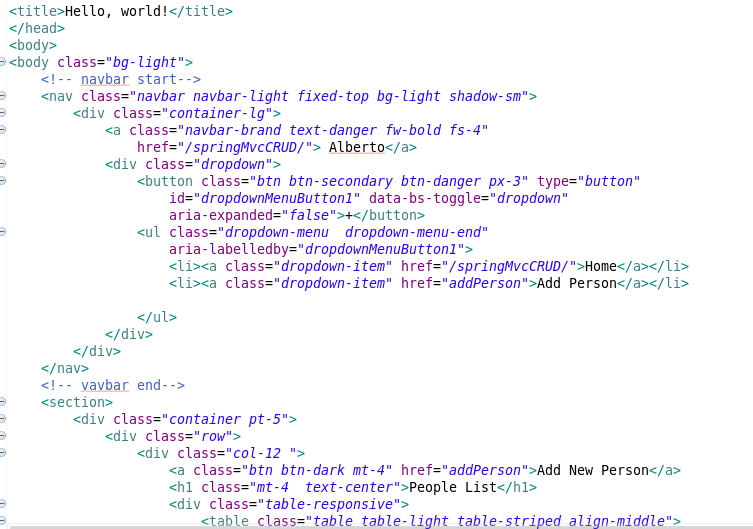 <title>Hello, world!</title>
</head>
<body>
<body class="bg-light">
<!-- navbar start-->
<nav class="navbar navbar-light fixed-top bg-light shadow-sm">
<div class="container-lg">
<a class="navbar-brand text-danger fw-bold fs-4"
href="/springMvcCRUD/"> Alberto</a>
<div class="dropdown">
<button class="btn btn-secondary btn-danger px-3" type="button"
id="dropdownMenuButton1" data-bs-toggle="dropdown"
aria-expanded="false">+</button>
<ul class="dropdown-menu  dropdown-menu-end"
aria-labelledby="dropdownMenuButton1">
<li><a class="dropdown-item" href="/springMvcCRUD/">Home</a></li>
<li><a class="dropdown-item" href="addPerson">Add Person</a></li>
</ul>
</div>
</div>
</nav>
<!-- vavbar end-->
<section>
<div class="container pt-5">
<div class="row">
<div class="col-12 ">
<a class="btn btn-dark mt-4" href="addPerson">Add New Person</a>
<h1 class="mt-4  text-center">People List</h1>
<div class="table-responsive">
<table class="table table-light table-striped align-middle">